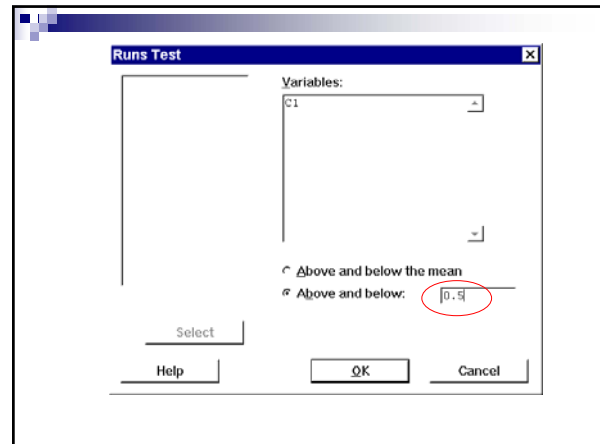 Runs Test
Variables:
C1
Above and below the mean
Above and below:
0.5
Select
Help
OK
Cancel